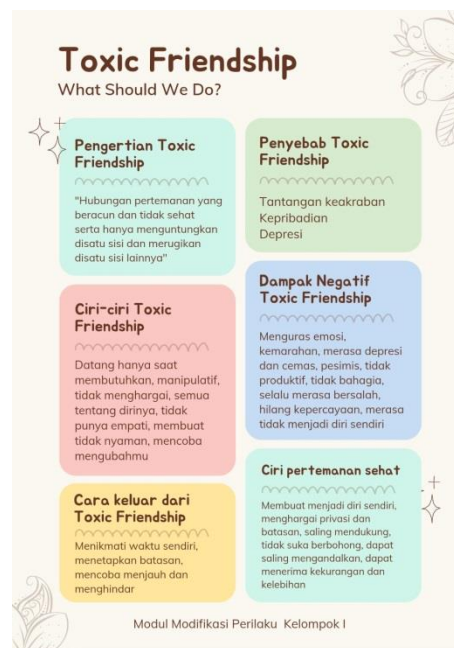 Toxic Friendship
What Should We Do?
Pengertian Toxic
Friendship
"Hubungan pertemanan yang
beracun dan tidak sehat
serta hanya menguntungkan
disatu sisi dan merugikan
disatu sisi lainnya"
Penyebab Toxic
Friendship
Tantangan keakraban
Kepribadian
Depresi
Ciri-ciri Toxic
Friendship
Datang hanya saat
membutuhkan, manipulatif,
tidak menghargai, semua
tentang dirinya, tidak
punya empati, membuat
tidak nyaman, mencoba
mengubahmu
Dampak Negatif
Toxic Friendship
Menguras emosi,
kemarahan, merasa depresi
dan cemas, pesimis, tidak
produktif, tidak bahagia,
selalu merasa bersalah,
hilang kepercayaan, merasa
tidak menjadi diri sendiri
Cara keluar dari
Toxic Friendship
Menikmati waktu sendiri,
menetapkan batasan,
mencoba menjauh dan
menghindar
Ciri pertemanan sehat
Membuat menjadi diri sendiri,
menghargai privasi dan
batasan, saling mendukung,
tidak suka berbohong, dapat
saling mengandalkan, dapat
menerima kekurangan dan
kelebihan
Modul Modifikasi Perilaku Kelompok I